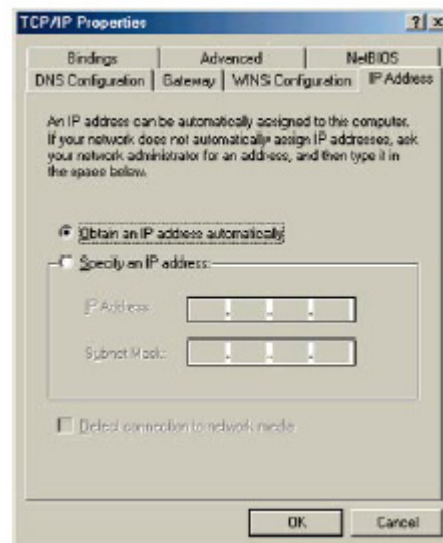 TCP/IP Properties
Bindings Advanced NetBIOS
DNS Configuration Gateway WINS Configuration IP Address
An IP address can be automatically assigned to this computer.
If your network does not automatically assign IP addresses, ask
your network administrator for an address, and then type it in
the space below.
Obtain an IP address automatically
Specify an IP address:
IP Address:
Subnet Mask:
Detect connection to network media
OK Cancel